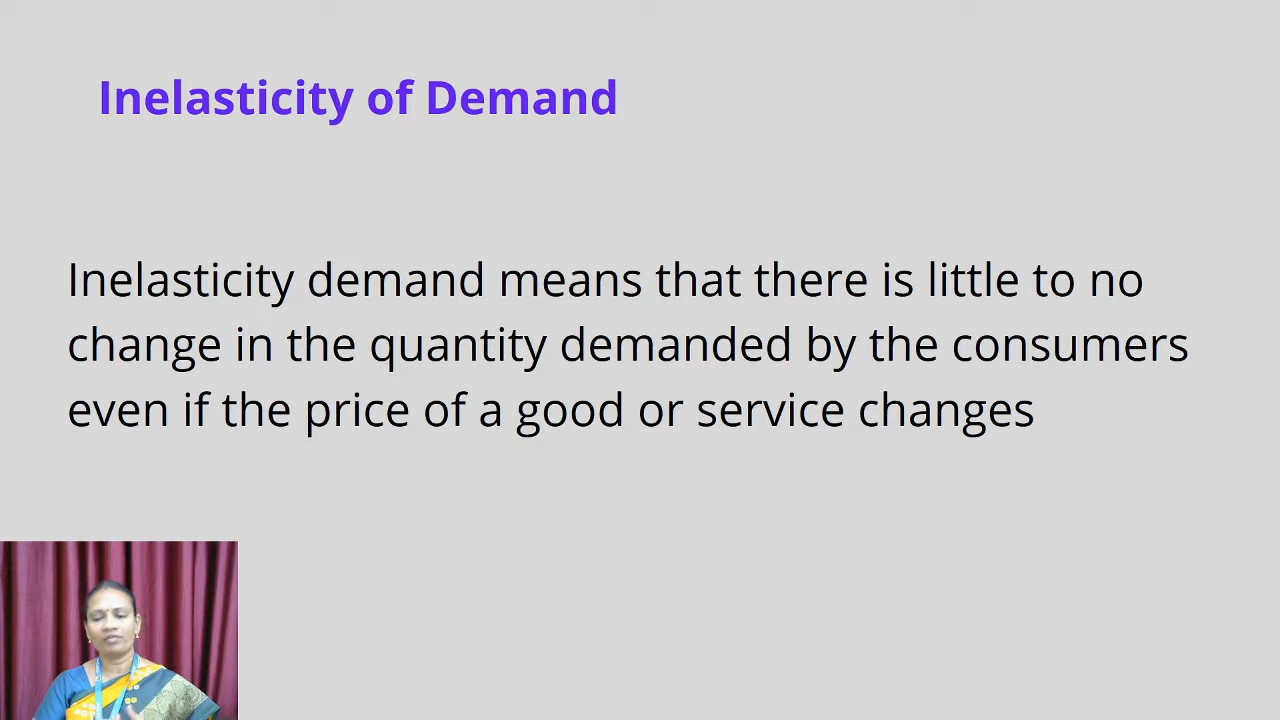 Inelasticity of Demand
Inelasticity demand means that there is little to no
change in the quantity demanded by the consumers
even if the price of a good or service changes